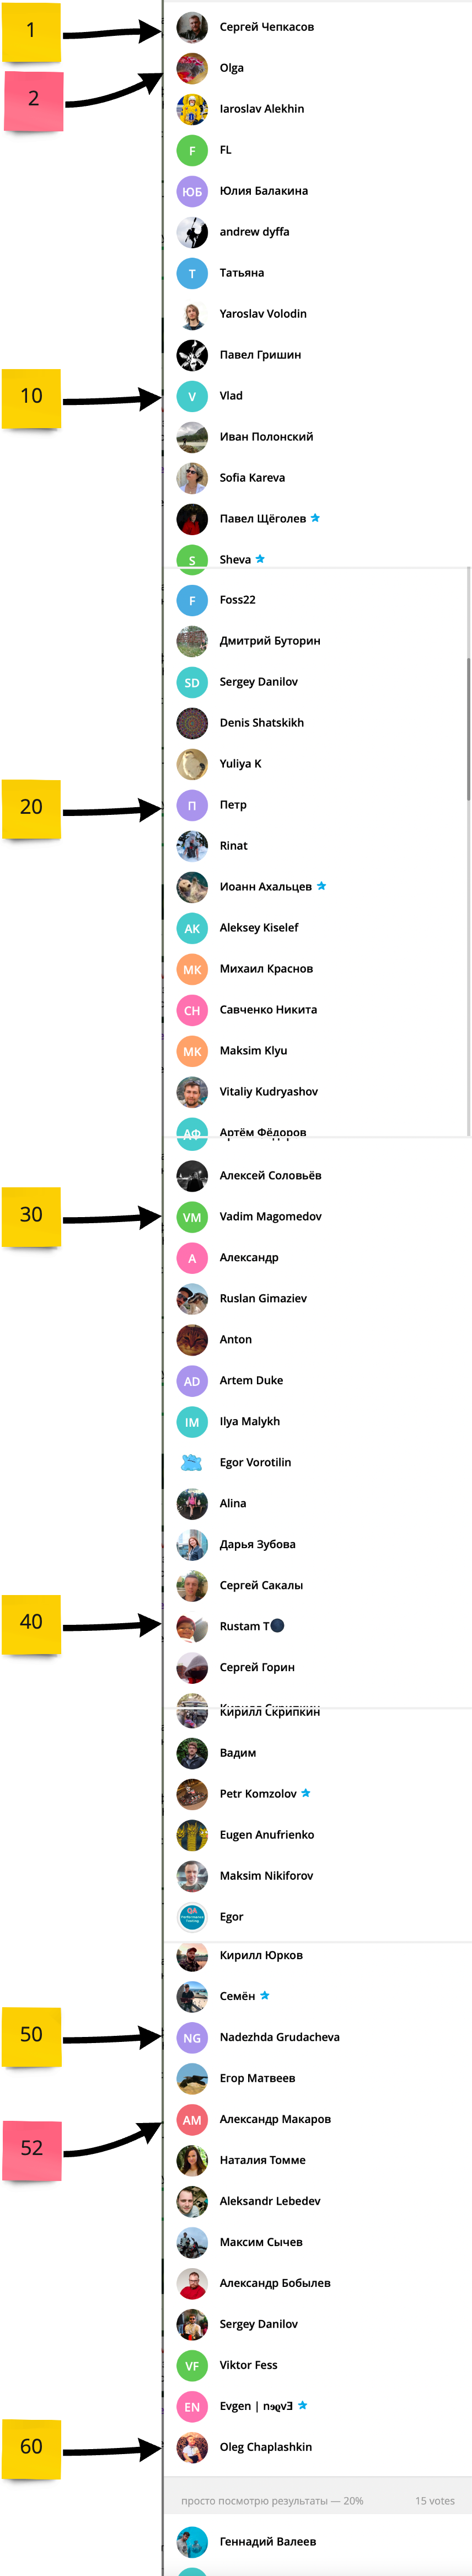 1
Сергей Чепкасов
2
Olga
Iaroslav Alekhin
F
FL
ЮБ
Юлия Балакина
andrew dyffa
Т
Татьяна
Yaroslav Volodin
Павел Гришин
10
V
Vlad
Иван Полонский
Sofia Kareva
Павел Щёголев
S
Sheva
F
Foss22
Дмитрий Буторин
SD
Sergey Danilov
Denis Shatskikh
Yuliya K
20
П
Петр
Rinat
Иоанн Ахальцев
AK
Aleksey Kiselef
МК
Михаил Краснов
СН
Савченко Никита
MK
Maksim Klyu
Vitaliy Kudryashov
АФ
Артём Фёдоров
Алексей Соловьёв
30
VM
Vadim Magomedov
А
Александр
Ruslan Gimaziev
Anton
AD
Artem Duke
IM
Ilya Malykh
Egor Vorotilin
Alina
Дарья Зубова
Сергей Сакалы
40
Rustam T
Сергей Горин
Кирилл Скрипкин
Вадим
Petr Komzolov
Eugen Anufrienko
Maksim Nikiforov
QA
Egor
Кирилл Юрков
Семён
50
NG
Nadezhda Grudacheva
Егор Матвеев
52
АМ
Александр Макаров
Наталия Томме
Aleksandr Lebedev
Максим Сычев
Александр Бобылев
Sergey Danilov
VF
Viktor Fess
EN
Evgen |
60
Oleg Chaplashkin
просто посмотрю результаты — 20% 15 votes
Геннадий Валеев